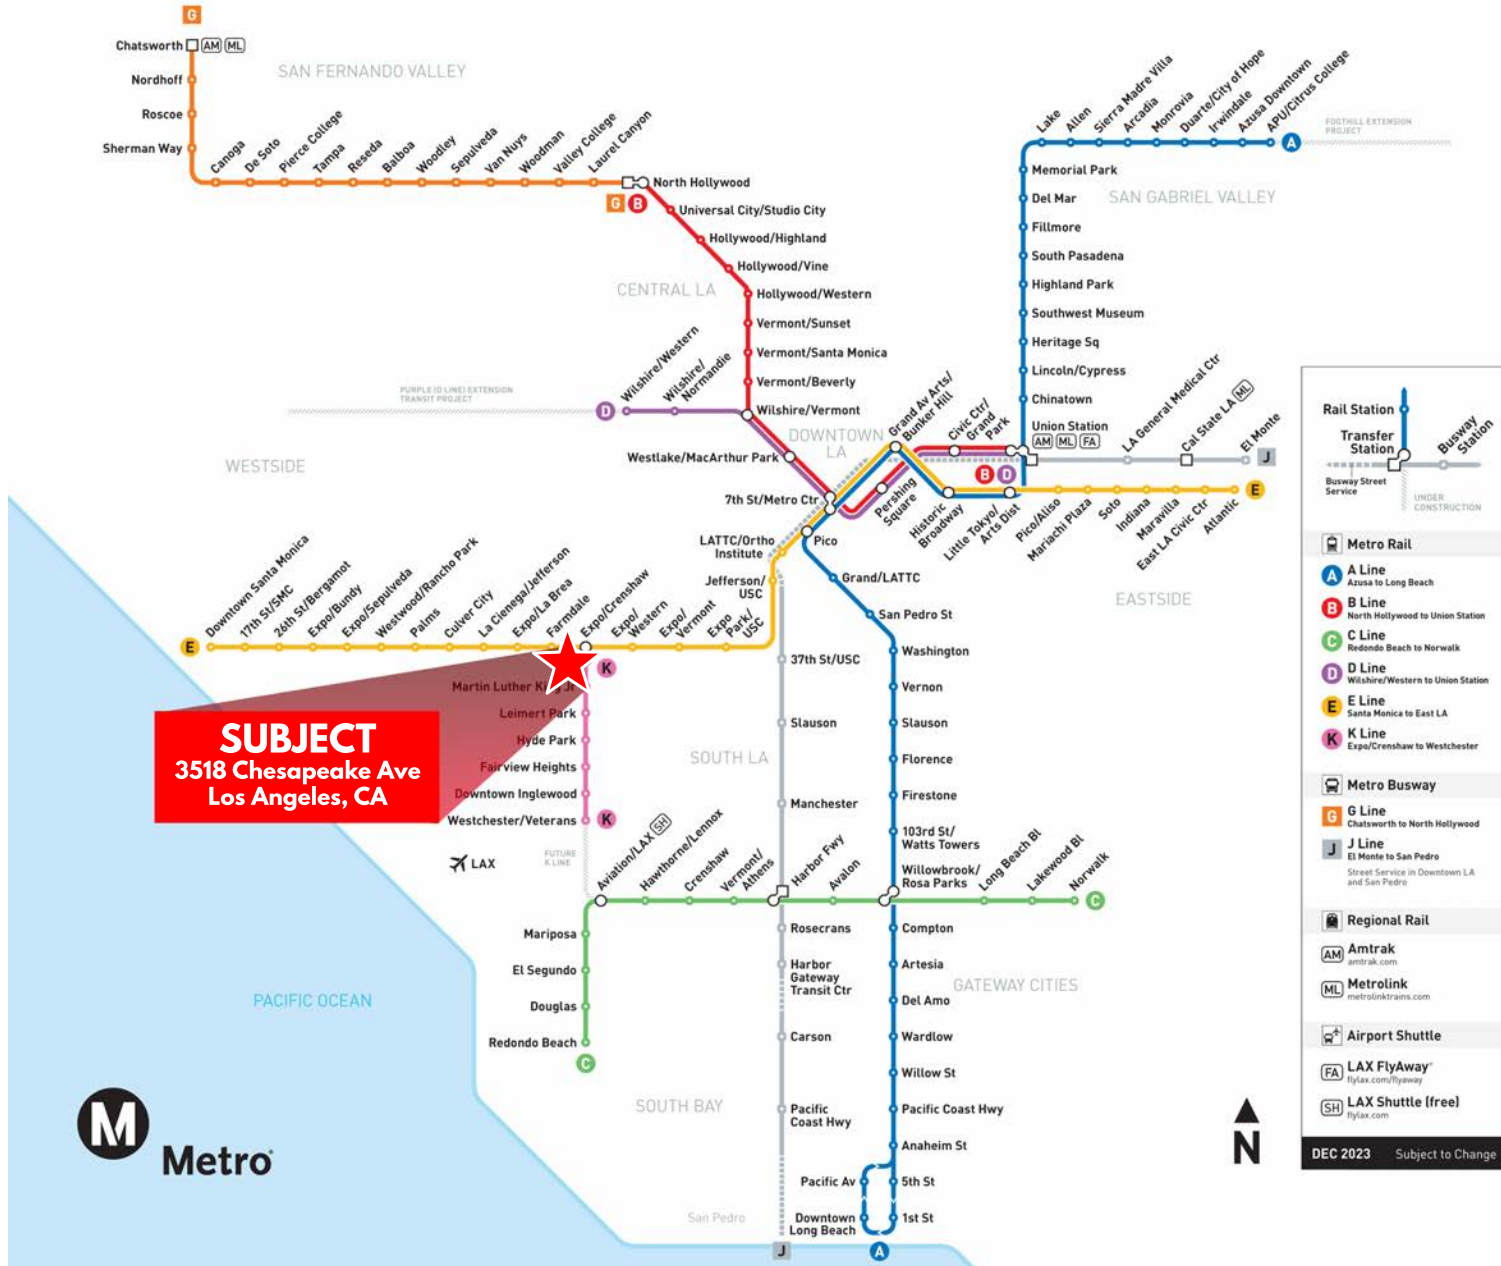 G
Chatsworth AM ML
Nordhoff
Roscoe
Sherman Way
SAN FERNANDO VALLEY
Canoga
De Soto
Pierce College
Tampa
Reseda
Balboa
Woodley
Sepulveda
Van Nuys
Woodman
Valley College
Laurel Canyon
North Hollywood
G B
Universal City/Studio City
Hollywood/Highland
Hollywood/Vine
CENTRAL LA
Hollywood/Western
Vermont/Sunset
Vermont/Santa Monica
Vermont/Beverly
Wilshire/Vermont
Wilshire/Western
Wilshire/
Normandie
PURPLE (D LINE) EXTENSION
TRANSIT PROJECT
D
WESTSIDE
Westlake/MacArthur Park
7th St/Metro Ctr
DOWNTOWN
LA
Grand Av Arts/
Bunker Hill
Civic Ctr/
Grand
Park
Pershing
Square
Historic
Broadway
Little Tokyo/
Arts Dist
B D
Lake
Allen
Sierra Madre Villa
Arcadia
Monrovia
Duarte/City of Hope
Irwindale
Azusa Downtown
APU/Citrus College
A
FOOTHILL EXTENSION
PROJECT
Memorial Park
Del Mar
SAN GABRIEL VALLEY
Fillmore
South Pasadena
Highland Park
Southwest Museum
Heritage Sq
Lincoln/Cypress
Chinatown
Union Station
AM ML FA
LA General Medical Ctr
Cal State LA ML
El Monte
J
Pico/Aliso
Mariachi Plaza
Soto
Indiana
Maravilla
East LA Civic Ctr
Atlantic
E
EASTSIDE
LATTC/Ortho
Institute
Pico
Jefferson/
USC
Grand/LATTC
San Pedro St
E
Downtown Santa Monica
17th St/SMC
26th St/Bergamot
Expo/Bundy
Expo/Sepulveda
Westwood/Rancho Park
Palms
Culver City
La Cienega/Jefferson
Expo/La Brea
Farmdale
Expo/Crenshaw
Expo/
Western
Expo/
Vermont
Expo
Park/
USC
K
Martin Luther King Jr
Leimert Park
Hyde Park
Fairview Heights
Downtown Inglewood
Westchester/Veterans
K
SUBJECT
3518 Chesapeake Ave
Los Angeles, CA
LAX
FUTURE
K LINE
SOUTH LA
37th St/USC
Slauson
Manchester
Washington
Vernon
Slauson
Florence
Firestone
103rd St/
Watts Towers
Willowbrook/
Rosa Parks
Aviation/LAX SH
Hawthorne/Lennox
Crenshaw
Vermont/
Athens
Harbor Fwy
Avalon
Long Beach Bl
Lakewood Bl
Norwalk
C
Mariposa
El Segundo
Douglas
Redondo Beach
C
Rosecrans
Harbor
Gateway
Transit Ctr
Carson
Pacific
Coast Hwy
SOUTH BAY
San Pedro
J
Compton
Artesia
Del Amo
Wardlow
Willow St
Pacific Coast Hwy
Anaheim St
GATEWAY CITIES
Pacific Av
5th St
Downtown
Long Beach
1st St
A
PACIFIC OCEAN
M
Metro
N
Rail Station
Transfer
Station
Busway
Station
Busway Street
Service
UNDER
CONSTRUCTION
Metro Rail
A A Line
Azusa to Long Beach
B B Line
North Hollywood to Union Station
C C Line
Redondo Beach to Norwalk
D D Line
Wilshire/Western to Union Station
E E Line
Santa Monica to East LA
K K Line
Expo/Crenshaw to Westchester
Metro Busway
G G Line
Chatsworth to North Hollywood
J J Line
El Monte to San Pedro
Street Service in Downtown LA
and San Pedro
Regional Rail
AM Amtrak
amtrak.com
ML Metrolink
metrolinktrains.com
Airport Shuttle
FA LAX FlyAway®
flylax.com/flyaway
SH LAX Shuttle (free)
flylax.com
DEC 2023 Subject to Change